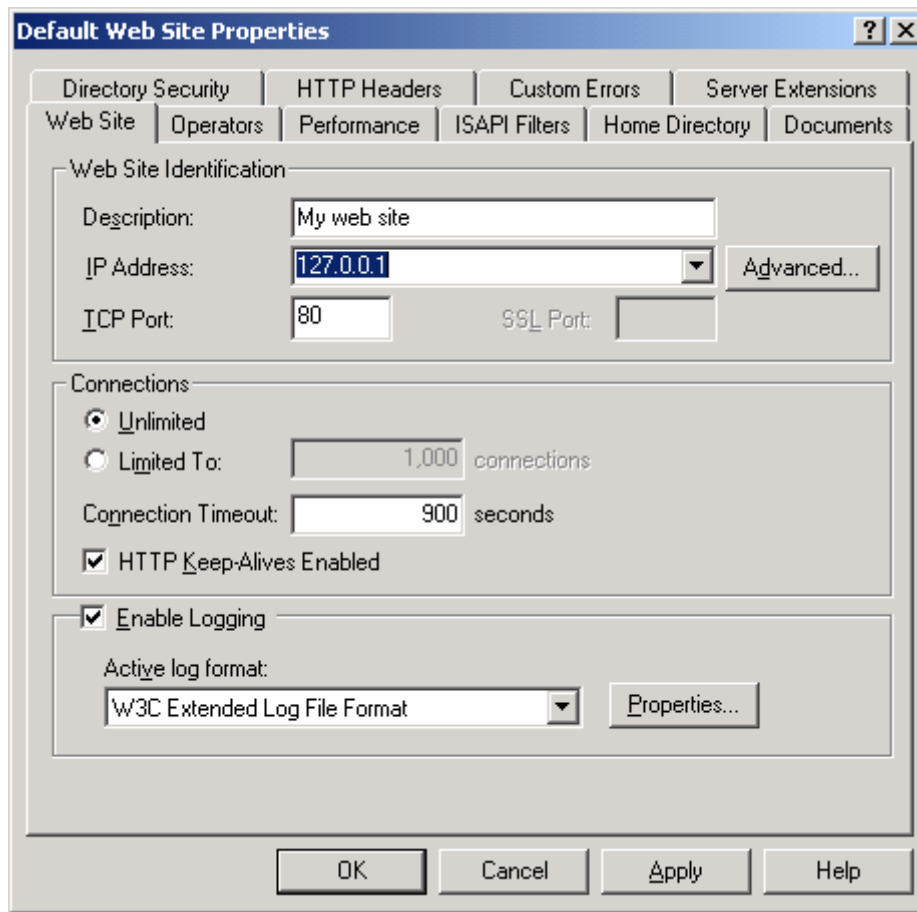 Default Web Site Properties
Directory Security HTTP Headers Custom Errors Server Extensions
Web Site Operators Performance ISAPI Filters Home Directory Documents
Web Site Identification
Description: My web site
IP Address: 127.0.0.1 Advanced...
TCP Port: 80 SSL Port:
Connections
Unlimited
Limited To: 1,000 connections
Connection Timeout: 900 seconds
HTTP Keep-Alives Enabled
Enable Logging
Active log format:
W3C Extended Log File Format Properties...
OK Cancel Apply Help